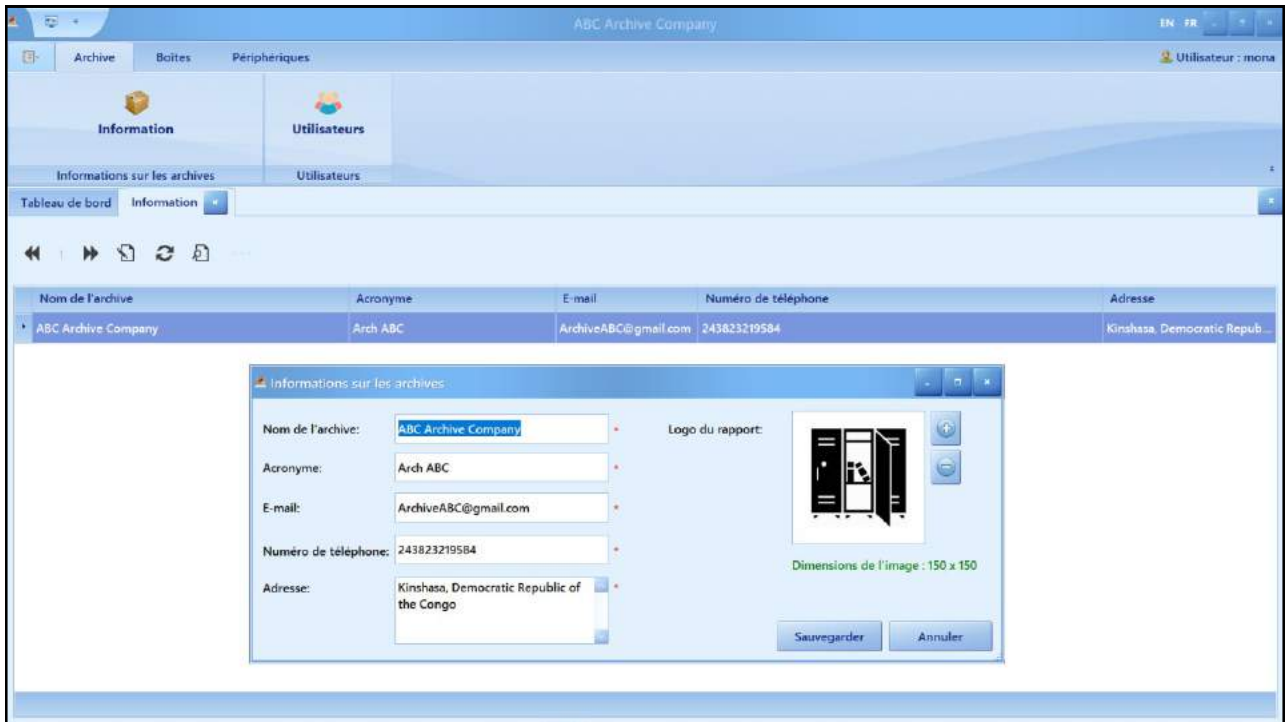 ABC Archive Company
EN FR
Archive Boîtes Périphériques
Utilisateur : mona
Information Utilisateurs
Informations sur les archives Utilisateurs
Tableau de bord Information
1
Nom de l'archive Acronyme E-mail Numéro de téléphone Adresse
ABC Archive Company Arch ABC ArchiveABC@gmail.com 243823219584 Kinshasa, Democratic Repub...
Informations sur les archives
Nom de l'archive: ABC Archive Company * Logo du rapport:
Acronyme: Arch ABC *
E-mail: ArchiveABC@gmail.com *
Numéro de téléphone: 243823219584 *
Dimensions de l'image : 150 x 150
Adresse: Kinshasa, Democratic Republic of *
the Congo
Sauvegarder Annuler